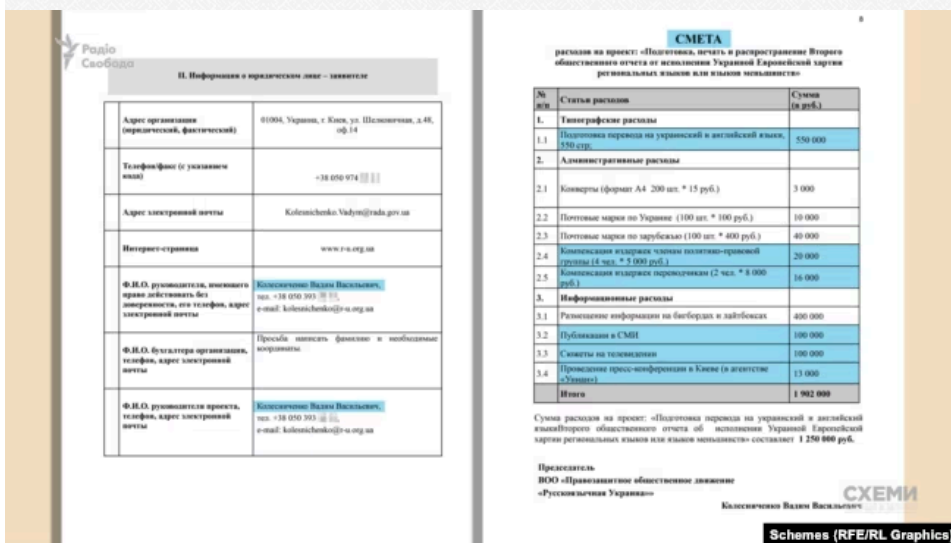 Радіо
Свобода
II. Информация о юридическом лице – заявителе
Адрес организации
(юридический, фактический)
01004, Украина, г. Киев, ул. Шелковичная, д.48,
оф.14
Телефон/факс (с указанием
кода)
+38 050 974
Адрес электронной почты
Kolesnichenko.Vadym@rada.gov.ua
Интернет-страница
www.r-u.org.ua
Ф.И.О. руководителя, имеющего
право действовать без
доверенности, его телефон, адрес
электронной почты
Колесниченко Вадим Васильевич,
тел. +38 050 393
e-mail: kolesnichenko@r-u.org.ua
Ф.И.О. бухгалтера организации,
телефон, адрес электронной
почты
Просьба написать фамилию и необходимые
координаты
Ф.И.О. руководителя проекта,
телефон, адрес электронной
почты
Колесниченко Вадим Васильевич,
тел. +38 050 393
e-mail: kolesnichenko@r-u.org.ua
8
СМЕТА
расходов на проект: «Подготовка, печать и распространение Второго
общественного отчета от исполнения Украиной Европейской хартии
региональных языков или языков меньшинств»
№
п/п
Статьи расходов
Сумма
(в руб.)
1. Типографские расходы
1.1 Подготовка перевода на украинский и английский языки,
550 стр; 550 000
2. Административные расходы
2.1 Конверты (формат А4 200 шт. * 15 руб.) 3 000
2.2 Почтовые марки по Украине (100 шт. * 100 руб.) 10 000
2.3 Почтовые марки по зарубежью (100 шт. * 400 руб.) 40 000
2.4 Компенсация издержек членам политико-правовой
группы (4 чел. * 5 000 руб.) 20 000
2.5 Компенсация издержек переводчикам (2 чел. * 8 000
руб.) 16 000
3. Информационные расходы
3.1 Размещение информации на бигбордах и лайтбоксах 400 000
3.2 Публикации в СМИ 100 000
3.3 Сюжеты на телевидении 100 000
3.4 Проведение пресс-конференции в Киеве (в агентстве
«Униан») 13 000
Итого 1 902 000
Сумма расходов на проект: «Подготовка перевода на украинский и английский
языкиВторого общественного отчета об исполнения Украиной Европейской
хартии региональных языков или языков меньшинств» составляет 1 250 000 руб.
Председатель
ВОО «Правозащитное общественное движение
«Русскоязычная Украина»»
Колесниченко Вадим Васильевич
СХЕМИ
Schemes (RFE/RL Graphics)